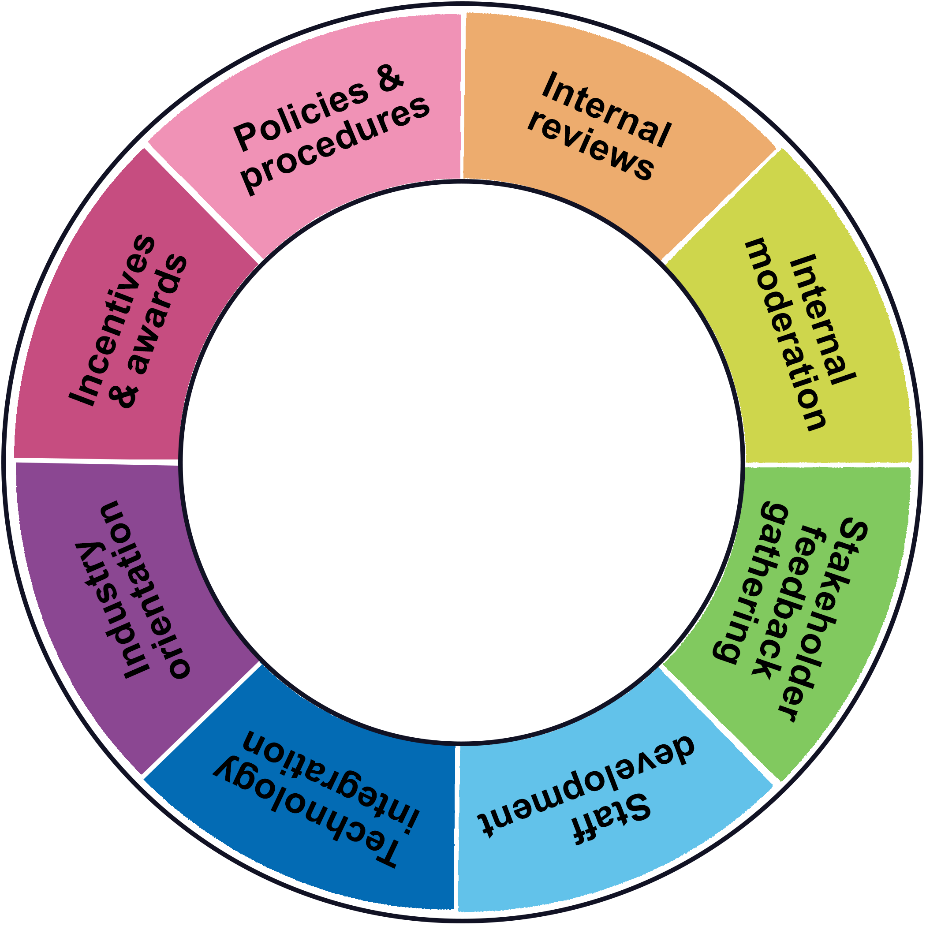 Policies &
procedures
Internal
reviews
Internal
moderation
Stakeholder
feedback
gathering
Staff
development
Technology
integration
Industry
orientation
Incentives
& awards